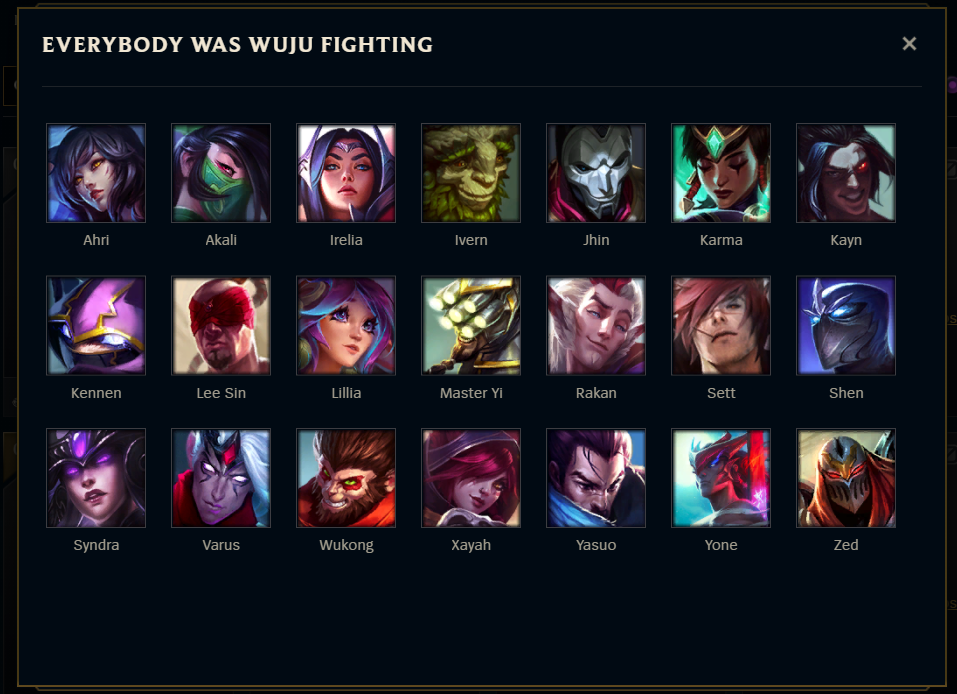 EVERYBODY WAS WUJU FIGHTING
Ahri Akali Irelia Ivern Jhin Karma Kayn
Kennen Lee Sin Lillia Master Yi Rakan Sett Shen
Syndra Varus Wukong Xayah Yasuo Yone Zed